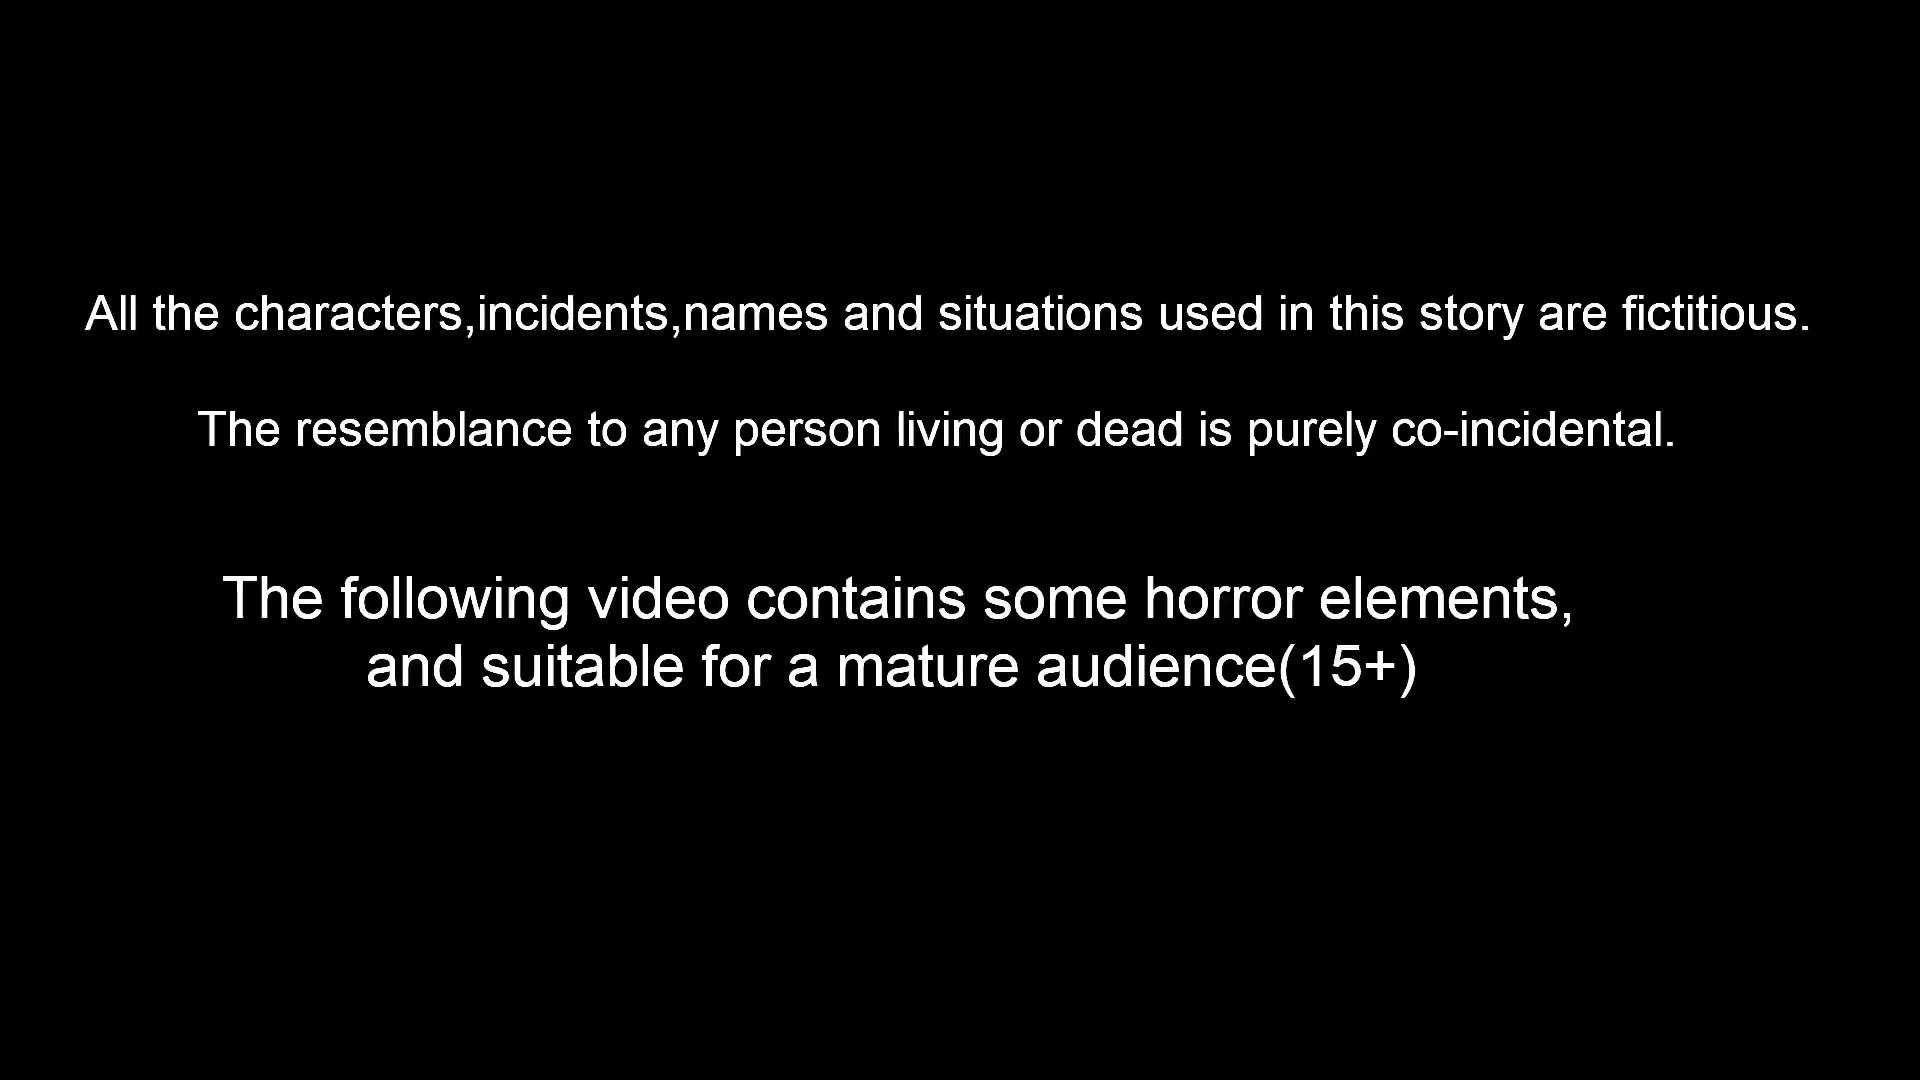 All the characters,incidents,names and situations used in this story are fictitious.
The resemblance to any person living or dead is purely co-incidental.
The following video contains some horror elements,
and suitable for a mature audience(15+)